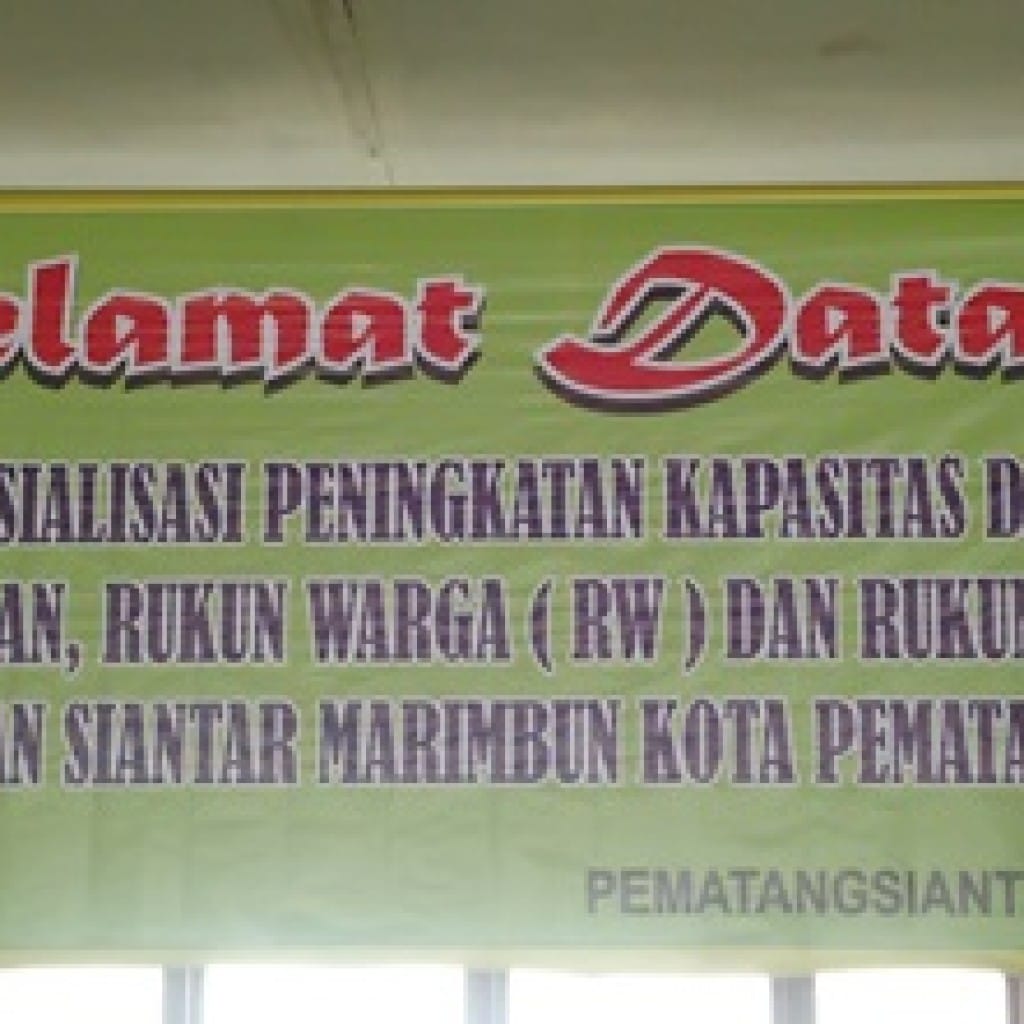 elamat Data
SIALISASI PENINGKATAN KAPASITAS D
AN, RUKUN WARGA ( RW ) DAN RUKUN
AN SIANTAR MARIMBUN KOTA PEMATA
PEMATANGSIANT